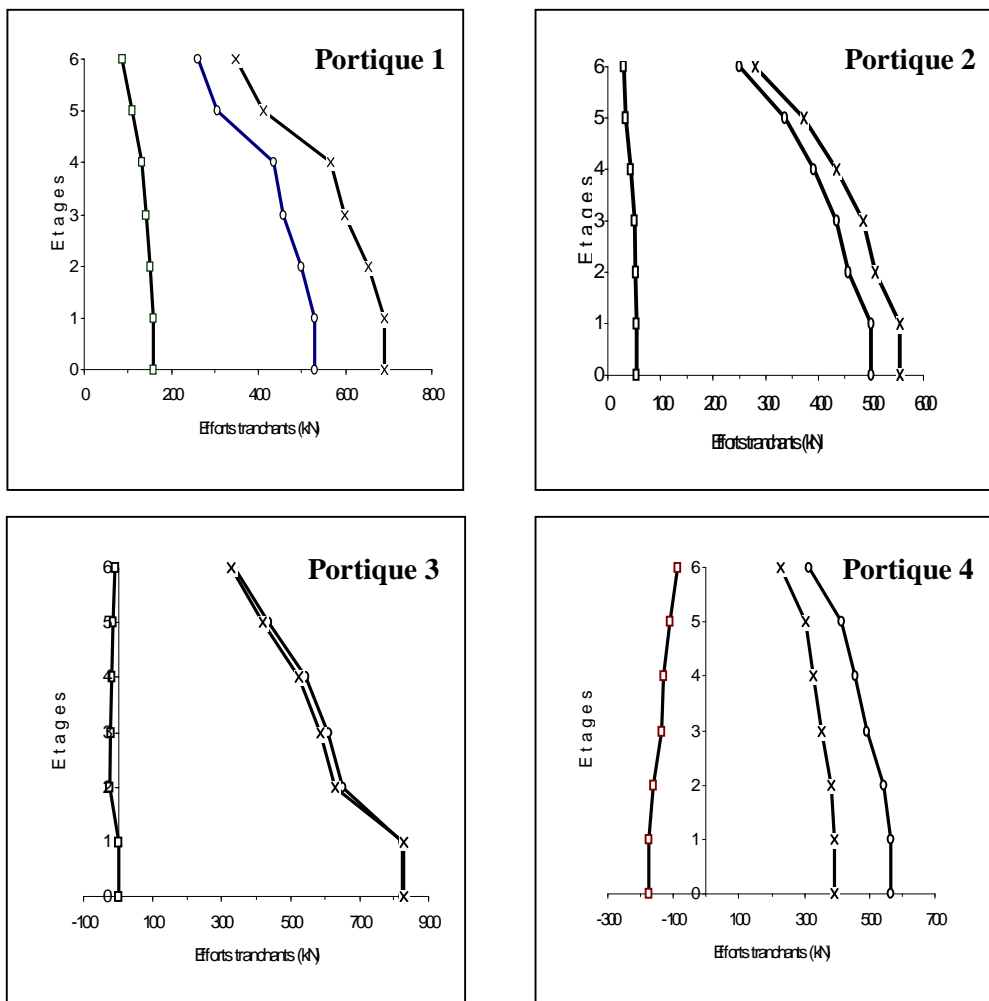 Portique 1
6
5
4
3
2
1
0
Etages
0 200 400 600 800
Efforts tranchants (kN)
Portique 2
6
5
4
3
2
1
0
Etades
0 100 200 300 400 500 600
Efforts tranchants (kN)
Portique 3
6
5
4
3
2
1
0
Etages
-100 100 300 500 700 900
Efforts tranchants (kN)
Portique 4
6
5
4
3
2
1
0
Etages
-300 -100 100 300 500 700
Efforts tranchants (kN)